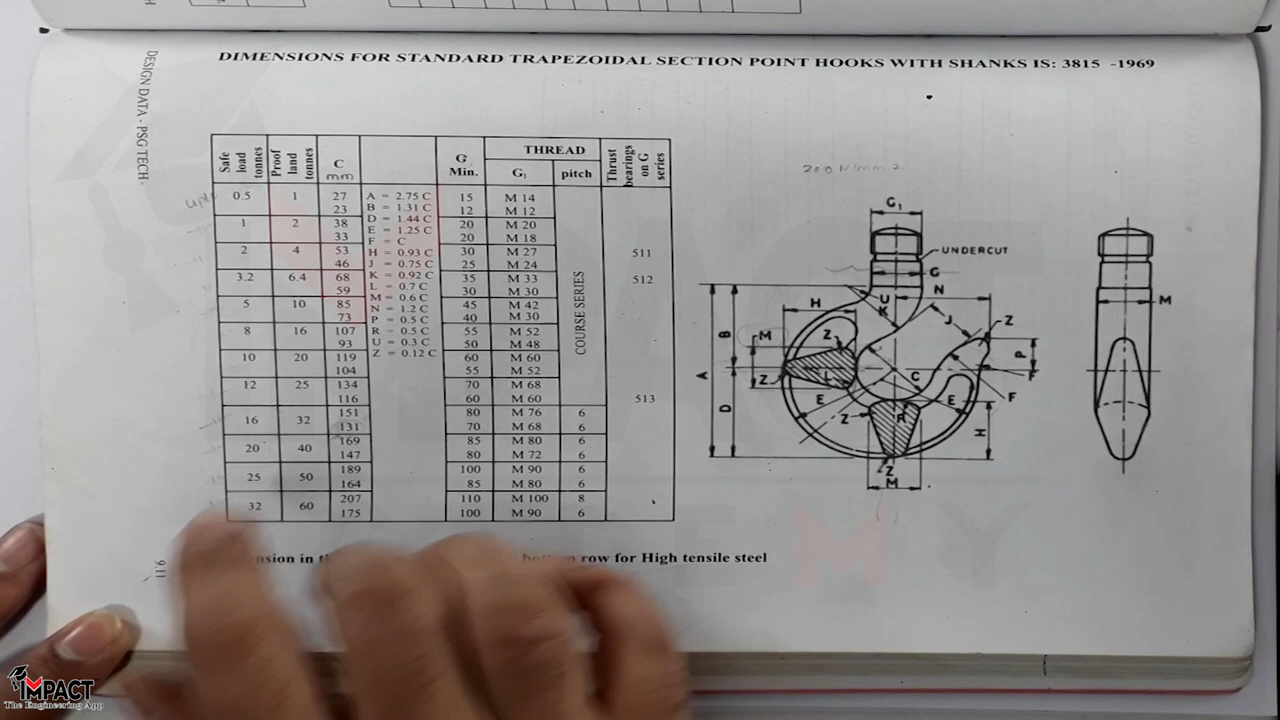 DIMENSIONS FOR STANDARD TRAPEZOIDAL SECTION POINT HOOKS WITH SHANKS IS: 3815 -1969
DESIGN DATA - PSG TECH -
Safe load tonnes
Proof land tonnes
C mm
G Min.
THREAD
G₁ pitch
Thrust bearings on G series
0.5 1 27 15 M 14
23 12 M 12
1 2 38 20 M 20
33 20 M 18
2 4 53 30 M 27 511
46 25 M 24
3.2 6.4 68 35 M 33 512
59 30 M 30
5 10 85 45 M 42
73 40 M 30
8 16 107 55 M 52
93 50 M 48
10 20 119 60 M 60
104 55 M 52
12 25 134 70 M 68 513
116 60 M 60
16 32 151 80 M 76 6
131 70 M 68 6
20 40 169 85 M 80 6
147 80 M 72 6
25 50 189 100 M 90 6
164 85 M 80 6
32 60 207 110 M 100 8
175 100 M 90 6
A = 2.75 C
B = 1.31 C
D = 1.44 C
E = 1.25 C
F = C
H = 0.93 C
J = 0.75 C
K = 0.92 C
L = 0.7 C
M = 0.6 C
N = 1.2 C
P = 0.5 C
R = 0.5 C
U = 0.3 C
Z = 0.12 C
COURSE SERIES
G₁
UNDERCUT
G
N
U
H
K
J
Z
M
Z
B
P
M
A
Z
L
C
F
F
D
E
E
Z
R
H
Z
M
bottom row for High tensile steel
9.11
IMPACT
The Engineering App